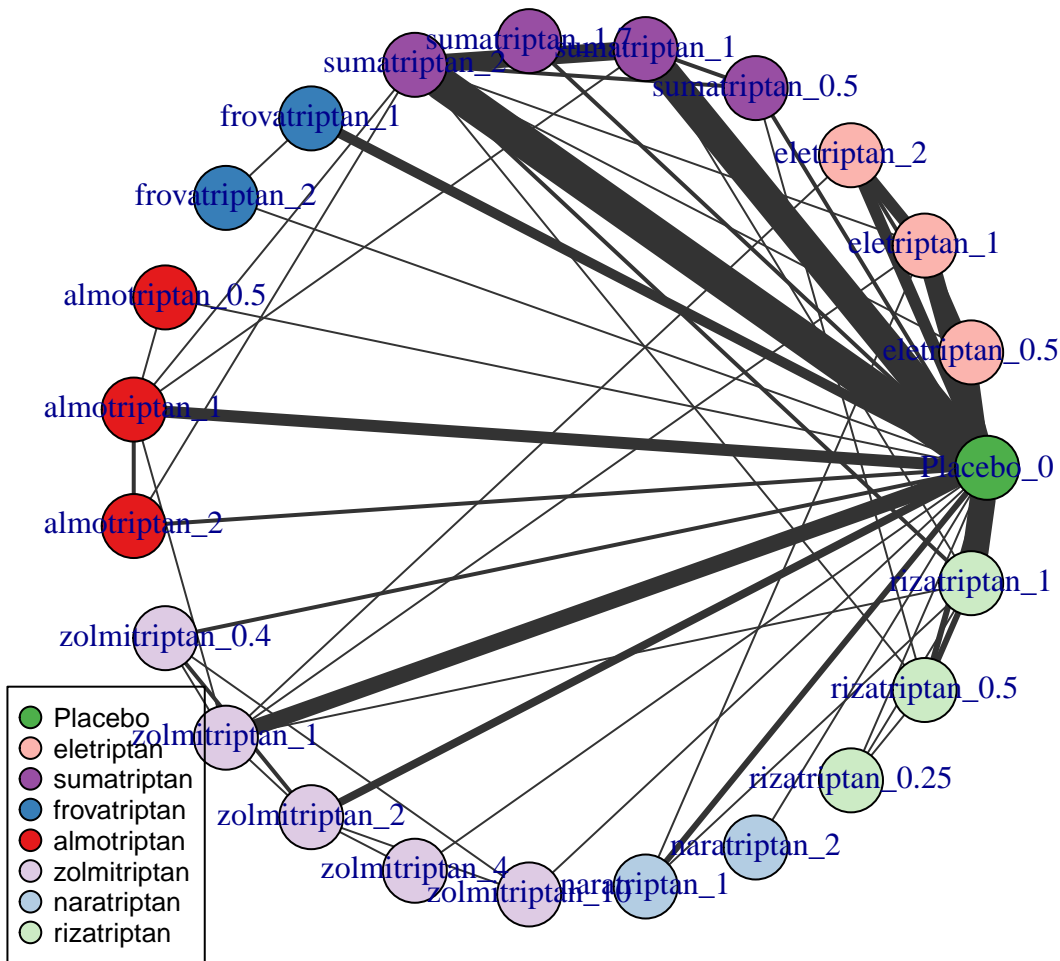 sumatriptan_1.7
sumatriptan_1
sumatriptan_2
sumatriptan_0.5
frovatriptan_1
eletriptan_2
frovatriptan_2
eletriptan_1
almotriptan_0.5
eletriptan_0.5
almotriptan_1
Placebo_0
almotriptan_2
rizatriptan_1
zolmitriptan_0.4
rizatriptan_0.5
zolmitriptan_1
rizatriptan_0.25
zolmitriptan_2
naratriptan_2
zolmitriptan_4
zolmitriptan_10
naratriptan_1
Placebo
eletriptan
sumatriptan
frovatriptan
almotriptan
zolmitriptan
naratriptan
rizatriptan